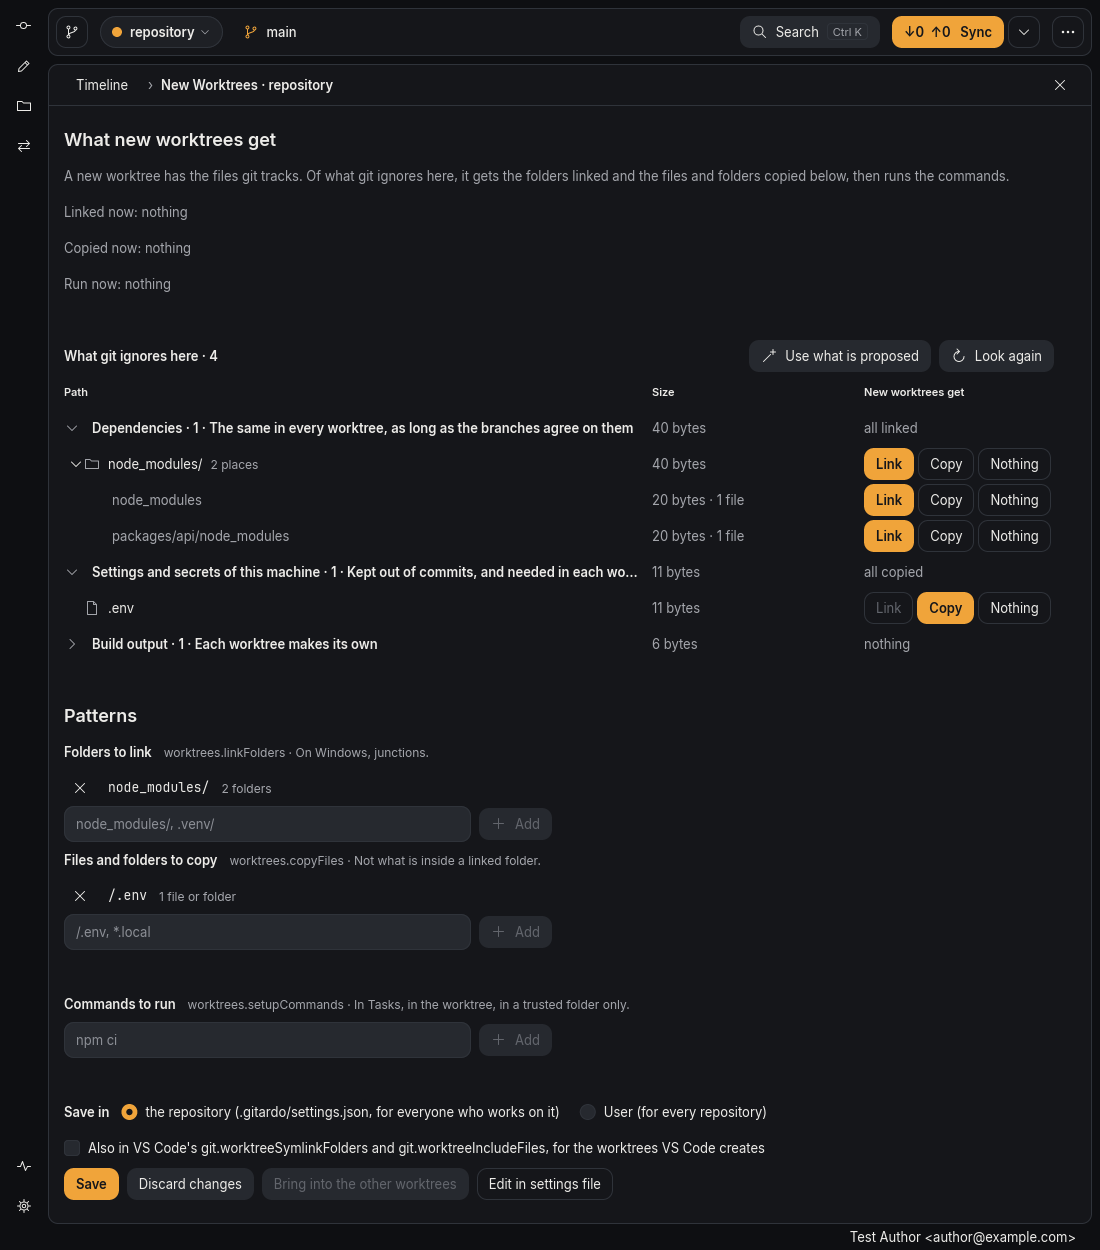 repository
main
Search Ctrl K
↓0 ↑0 Sync
Timeline › New Worktrees · repository
What new worktrees get
A new worktree has the files git tracks. Of what git ignores here, it gets the folders linked and the files and folders copied below, then runs the commands.
Linked now: nothing
Copied now: nothing
Run now: nothing
What git ignores here · 4
Use what is proposed
Look again
Path Size New worktrees get
Dependencies · 1 · The same in every worktree, as long as the branches agree on them 40 bytes all linked
node_modules/ 2 places 40 bytes Link Copy Nothing
node_modules 20 bytes · 1 file Link Copy Nothing
packages/api/node_modules 20 bytes · 1 file Link Copy Nothing
Settings and secrets of this machine · 1 · Kept out of commits, and needed in each wo... 11 bytes all copied
.env 11 bytes Link Copy Nothing
Build output · 1 · Each worktree makes its own 6 bytes nothing
Patterns
Folders to link worktrees.linkFolders · On Windows, junctions.
node_modules/ 2 folders
node_modules/, .venv/ Add
Files and folders to copy worktrees.copyFiles · Not what is inside a linked folder.
/.env 1 file or folder
/.env, *.local Add
Commands to run worktrees.setupCommands · In Tasks, in the worktree, in a trusted folder only.
npm ci Add
Save in the repository (.gitardo/settings.json, for everyone who works on it) User (for every repository)
Also in VS Code's git.worktreeSymlinkFolders and git.worktreeIncludeFiles, for the worktrees VS Code creates
Save Discard changes Bring into the other worktrees Edit in settings file
Test Author <author@example.com>